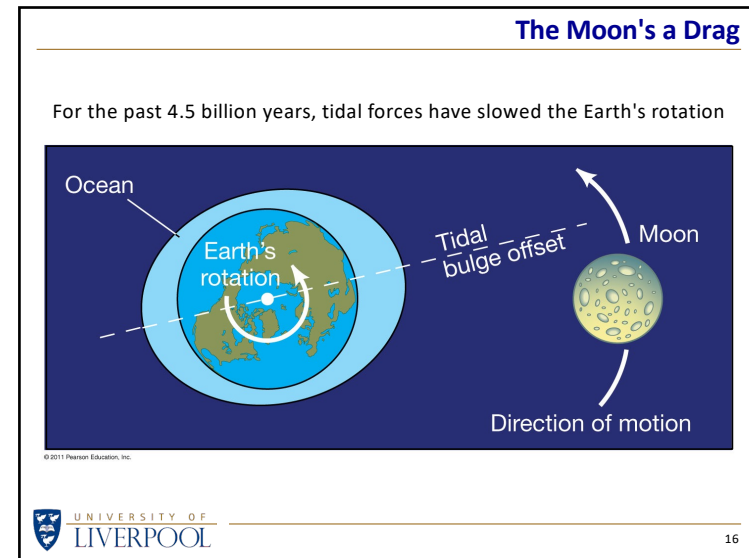 The Moon's a Drag
For the past 4.5 billion years, tidal forces have slowed the Earth's rotation
Ocean
Earth's
rotation
Tidal
bulge offset
Moon
Direction of motion
© 2011 Pearson Education, Inc.
UNIVERSITY OF
LIVERPOOL
16